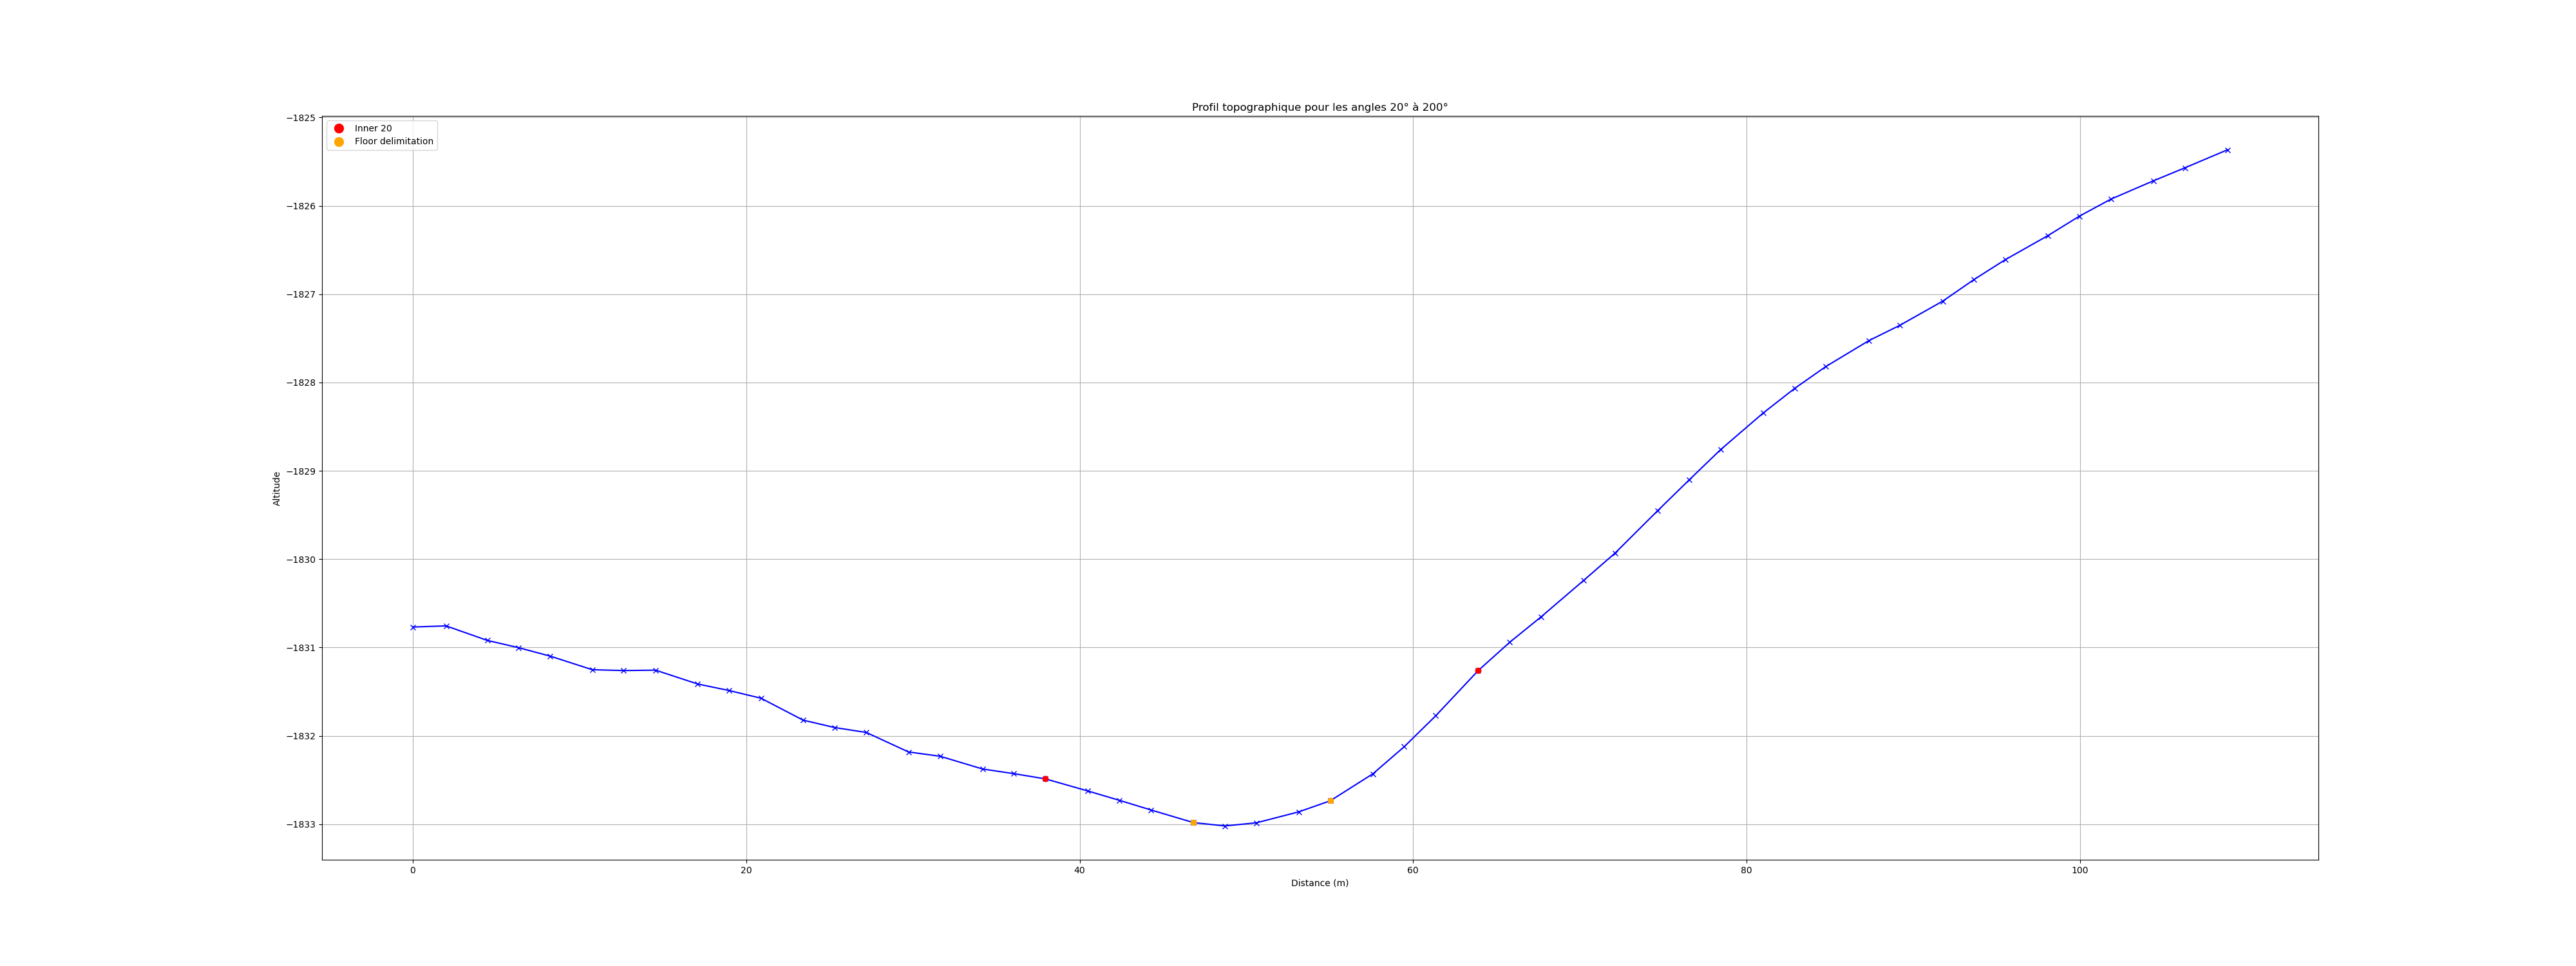 Profil topographique pour les angles 20° à 200°
Inner 20
Floor delimitation
Altitude
−1825
−1826
−1827
−1828
−1829
−1830
−1831
−1832
−1833
0 20 40 60 80 100
Distance (m)